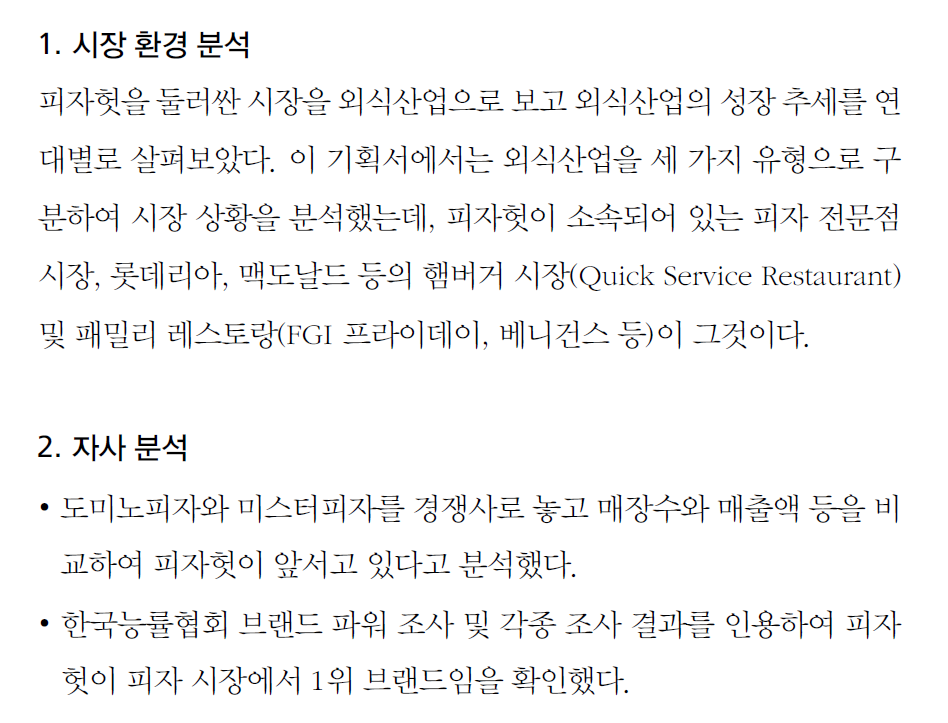 1. 시장 환경 분석
피자헛을 둘러싼 시장을 외식산업으로 보고 외식산업의 성장 추세를 연
대별로 살펴보았다. 이 기획서에서는 외식산업을 세 가지 유형으로 구
분하여 시장 상황을 분석했는데, 피자헛이 소속되어 있는 피자 전문점
시장, 롯데리아, 맥도날드 등의 햄버거 시장(Quick Service Restaurant)
및 패밀리 레스토랑(FGI 프라이데이, 베니건스 등)이 그것이다.
2. 자사 분석
• 도미노피자와 미스터피자를 경쟁사로 놓고 매장수와 매출액 등을 비
교하여 피자헛이 앞서고 있다고 분석했다.
• 한국능률협회 브랜드 파워 조사 및 각종 조사 결과를 인용하여 피자
헛이 피자 시장에서 1위 브랜드임을 확인했다.